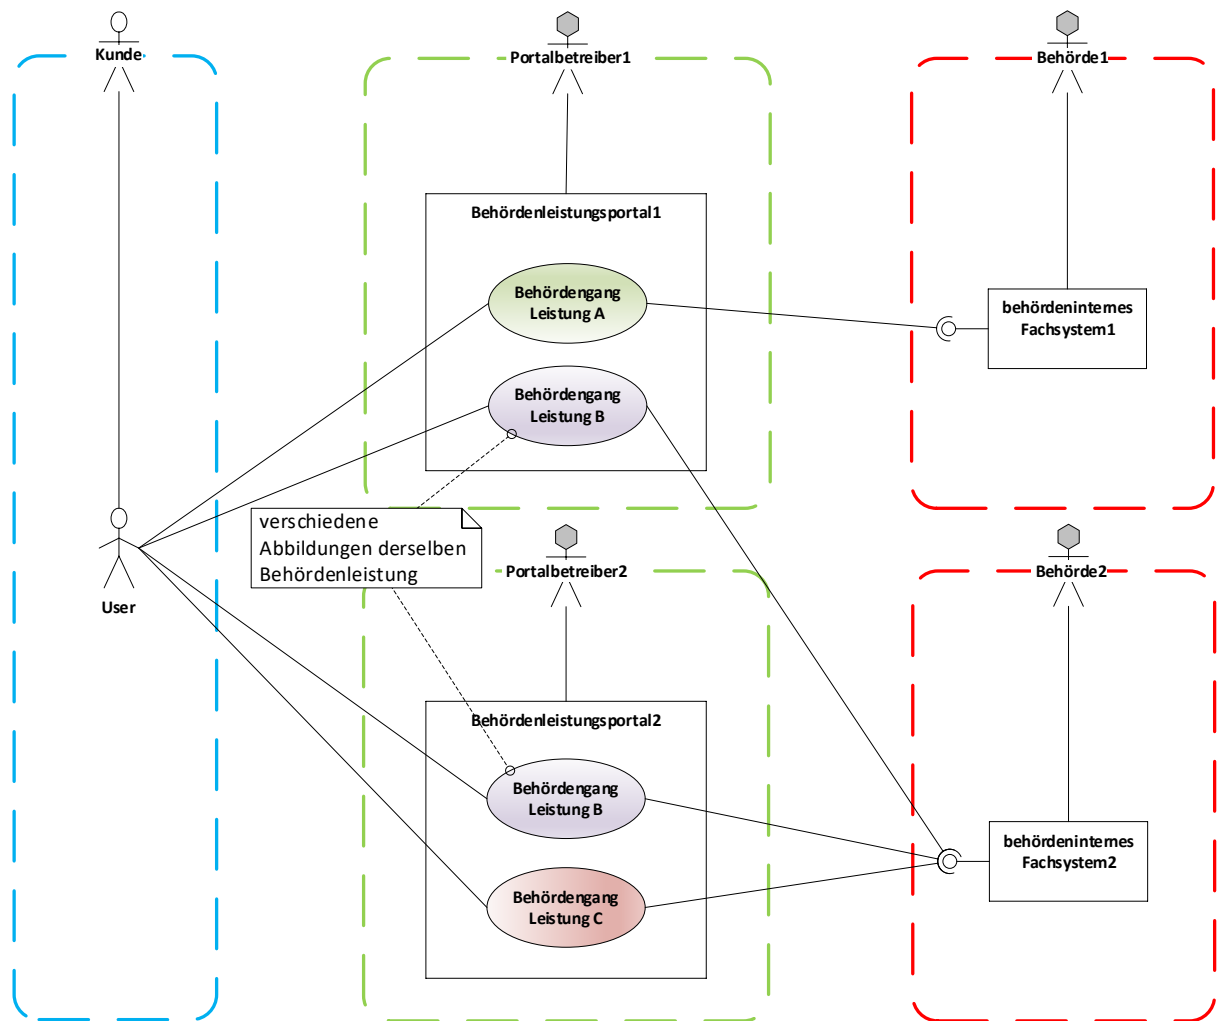 Kunde
Portalbetreiber1
Behörde1
Behördenleistungsportal1
Behördengang
Leistung A
behördeninternes
Fachsystem1
Behördengang
Leistung B
verschiedene
Abbildungen derselben
Behördenleistung
User
Portalbetreiber2
Behörde2
Behördenleistungsportal2
Behördengang
Leistung B
behördeninternes
Fachsystem2
Behördengang
Leistung C